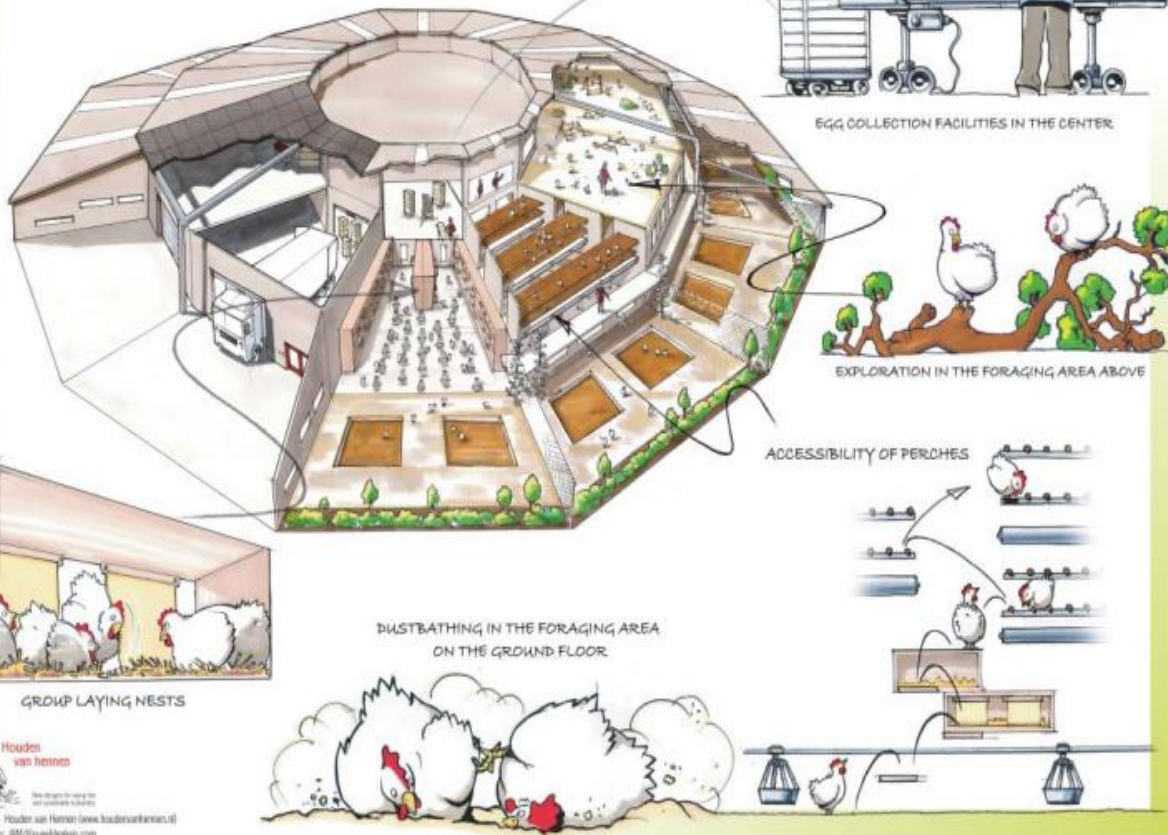 EGG COLLECTION FACILITIES IN THE CENTER
EXPLORATION IN THE FORAGING AREA ABOVE
ACCESSIBILITY OF PERCHES
DUSTBATHING IN THE FORAGING AREA
ON THE GROUND FLOOR
GROUP LAYING NESTS
Houden
van hennen
Houden van Hennen (www.houdenvanhennen.nl)